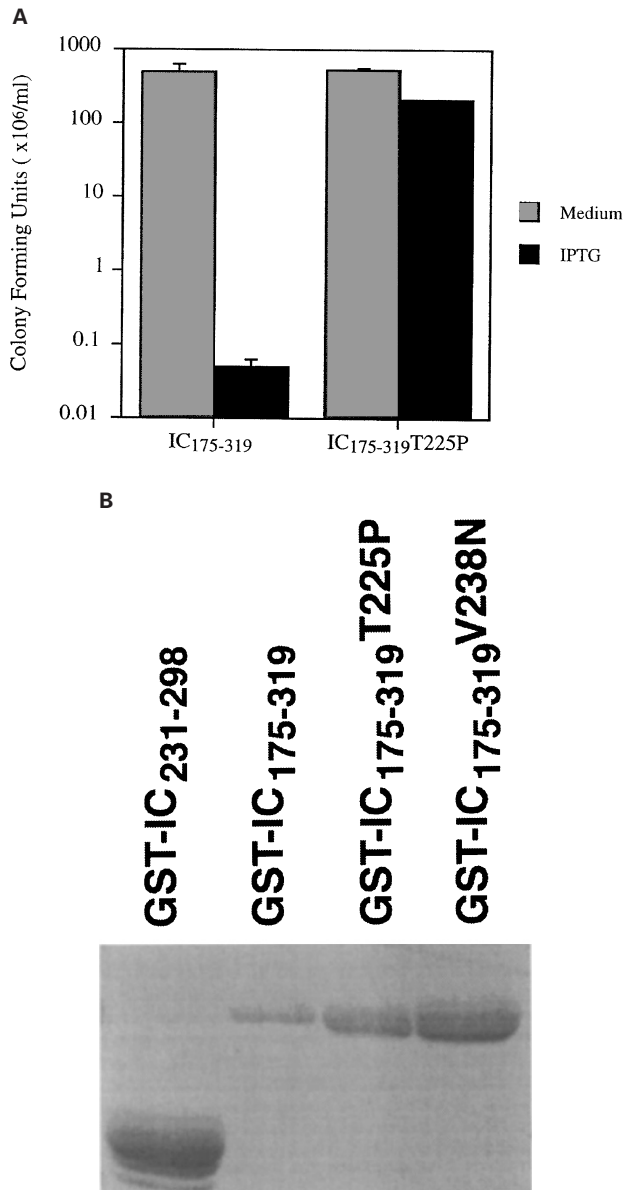 A
Colony Forming Units ( x10⁶/ml)
1000
100
10
1
0.1
0.01
IC₁₇₅₋₃₁₉
IC₁₇₅₋₃₁₉T225P
Medium
IPTG
B
GST-IC₂₃₁₋₂₉₈
GST-IC₁₇₅₋₃₁₉
GST-IC₁₇₅₋₃₁₉T225P
GST-IC₁₇₅₋₃₁₉V238N